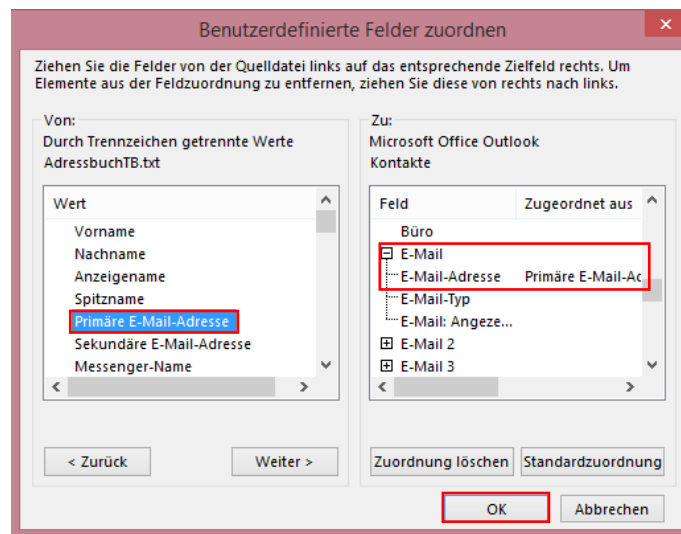 Benutzerdefinierte Felder zuordnen
Ziehen Sie die Felder von der Quelldatei links auf das entsprechende Zielfeld rechts. Um
Elemente aus der Feldzuordnung zu entfernen, ziehen Sie diese von rechts nach links.
Von:
Durch Trennzeichen getrennte Werte
AdressbuchTB.txt
Wert
Vorname
Nachname
Anzeigename
Spitzname
Primäre E-Mail-Adresse
Sekundäre E-Mail-Adresse
Messenger-Name
< Zurück
Weiter >
Zu:
Microsoft Office Outlook
Kontakte
Feld Zugeordnet aus
Büro
E-Mail
E-Mail-Adresse Primäre E-Mail-Ac
E-Mail-Typ
E-Mail: Angeze...
E-Mail 2
E-Mail 3
Zuordnung löschen
Standardzuordnung
OK
Abbrechen